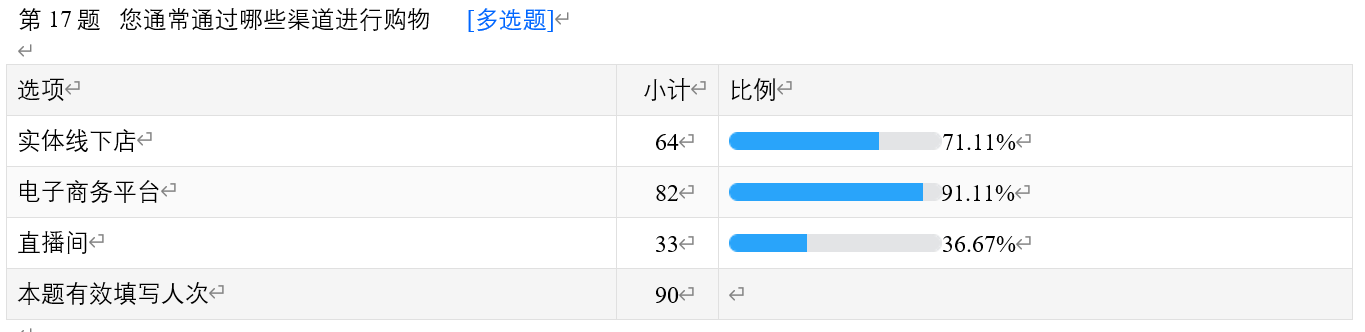 第 17 题 您通常通过哪些渠道进行购物 [多选题]
选项 小计 比例
实体线下店 64 71.11%
电子商务平台 82 91.11%
直播间 33 36.67%
本题有效填写人次 90